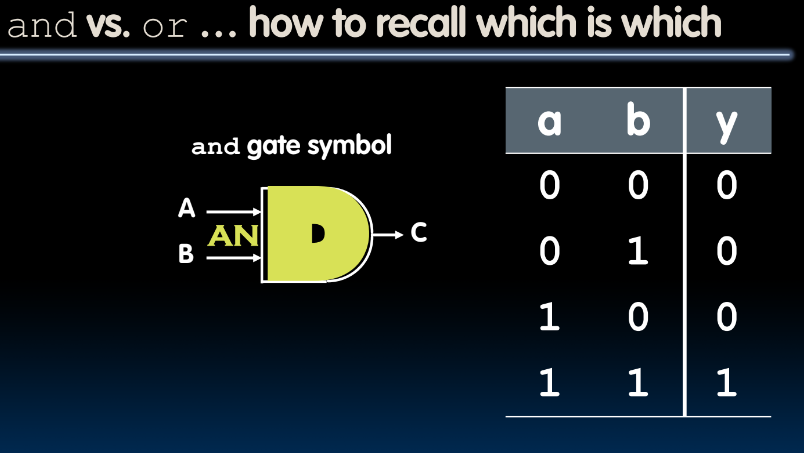 and vs. or ... how to recall which is which
and gate symbol
A
AND
B
C
a b y
0 0 0
0 1 0
1 0 0
1 1 1